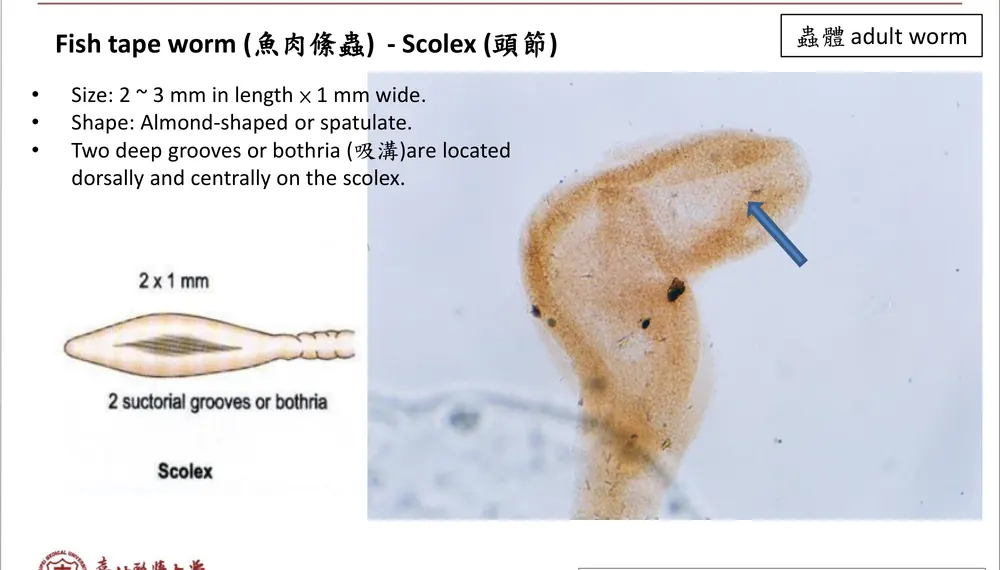 Fish tape worm (魚肉絛蟲) - Scolex (頭節)
蟲體 adult worm
• Size: 2 ~ 3 mm in length x 1 mm wide.
• Shape: Almond-shaped or spatulate.
• Two deep grooves or bothria (吸溝)are located
dorsally and centrally on the scolex.
2 x 1 mm
2 suctorial grooves or bothria
Scolex